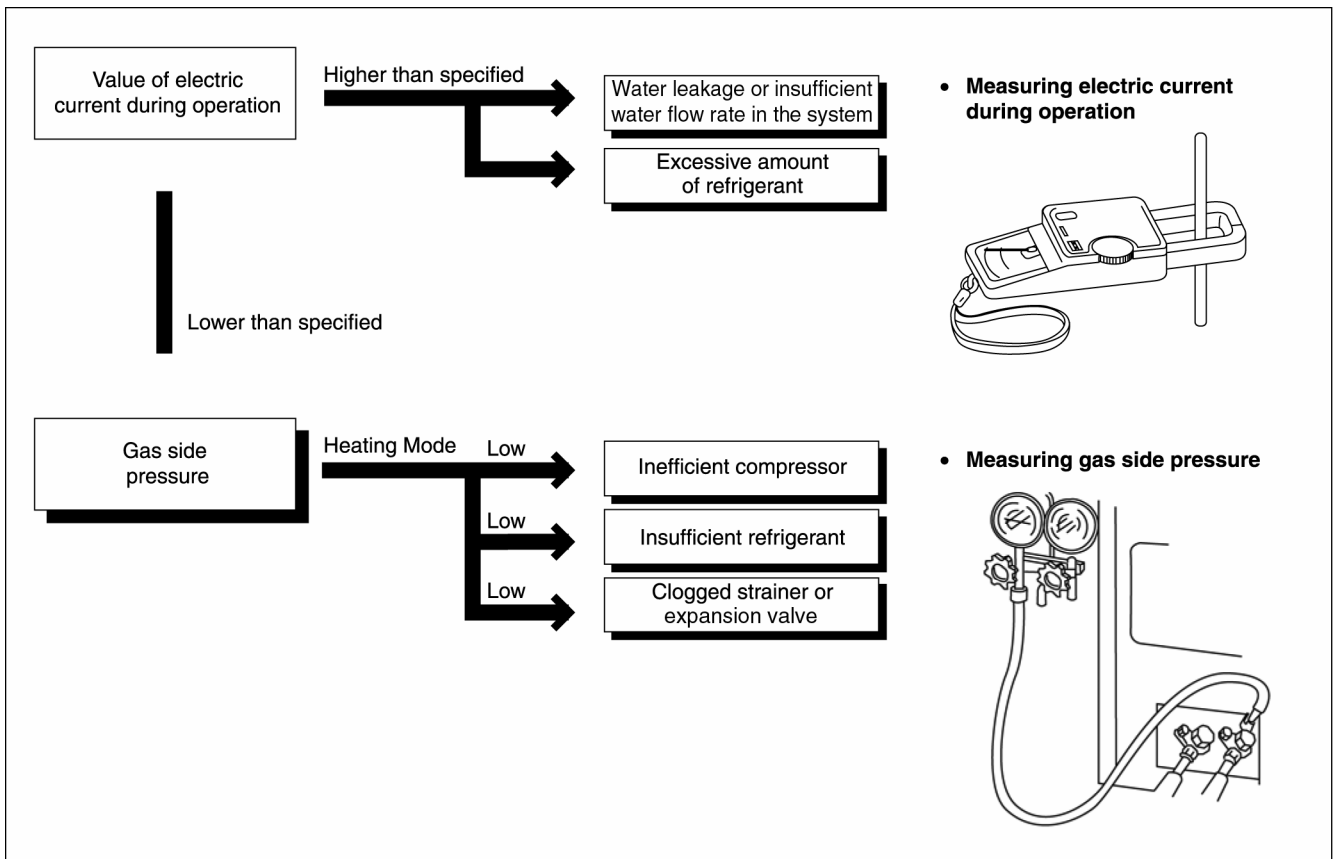 Value of electric
current during operation
Higher than specified
Water leakage or insufficient
water flow rate in the system
Excessive amount
of refrigerant
• Measuring electric current
during operation
Lower than specified
Gas side
pressure
Heating Mode
Low
Inefficient compressor
Low
Insufficient refrigerant
Low
Clogged strainer or
expansion valve
• Measuring gas side pressure